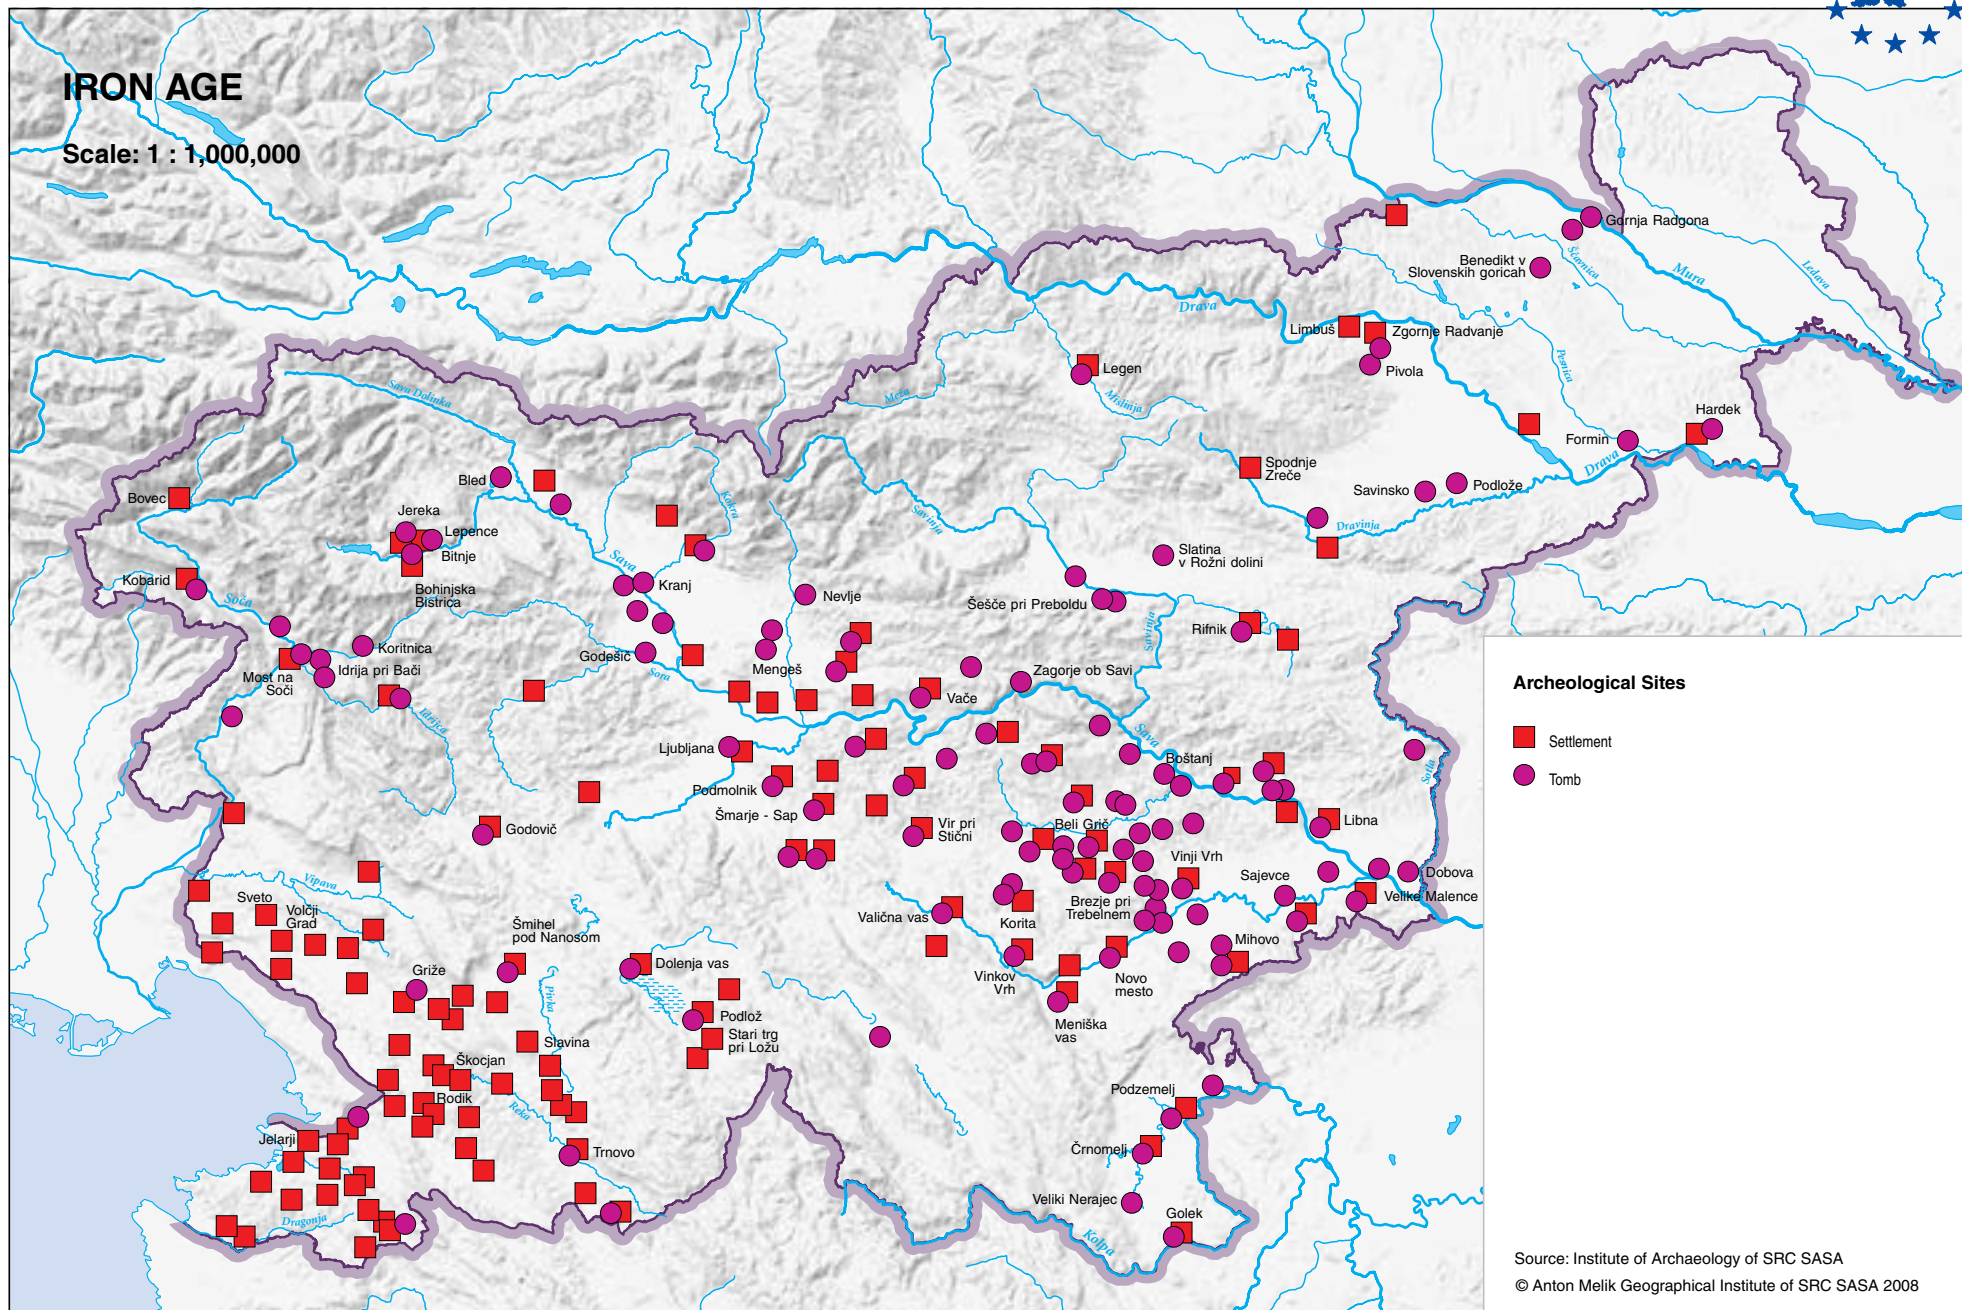 IRON AGE
Scale: 1 : 1,000,000
Gornja Radgona
Benedikt v
Slovenskih goricah
Ščavnica
Mura
Ledava
Drava
Limbuš
Zgornje Radvanje
Pivola
Pesnica
Legen
Mislinja
Meža
Sava Dolinka
Hardek
Formin
Drava
Spodnje
Zreče
Savinsko
Podlože
Dravinja
Bled
Bovec
Jereka
Lepence
Bitnje
Bohinjska
Bistrica
Kokra
Savinja
Slatina
v Rožni dolini
Kobarid
Soča
Sava
Kranj
Nevlje
Šešče pri Preboldu
Savinja
Rifnik
Koritnica
Idrija pri Bači
Most na
Soči
Idrijca
Godešič
Sora
Mengeš
Zagorje ob Savi
Vače
Archeological Sites
Settlement
Tomb
Ljubljana
Sava
Boštanj
Sotla
Podmolnik
Šmarje - Sap
Godovič
Vir pri
Stični
Beli Grič
Libna
Vinji Vrh
Vipava
Sveto
Volčji
Grad
Sajevce
Dobova
Velike Malence
Brezje pri
Trebelnem
Valična vas
Korita
Šmihel
pod Nanosom
Mihovo
Griže
Dolenja vas
Vinkov
Vrh
Novo
mesto
Pivka
Podlož
Stari trg
pri Ložu
Meniška
vas
Slavina
Škocjan
Rodik
Reka
Podzemelj
Jelarji
Trnovo
Črnomelj
Veliki Nerajec
Golek
Dragonja
Kolpa
Source: Institute of Archaeology of SRC SASA
© Anton Melik Geographical Institute of SRC SASA 2008